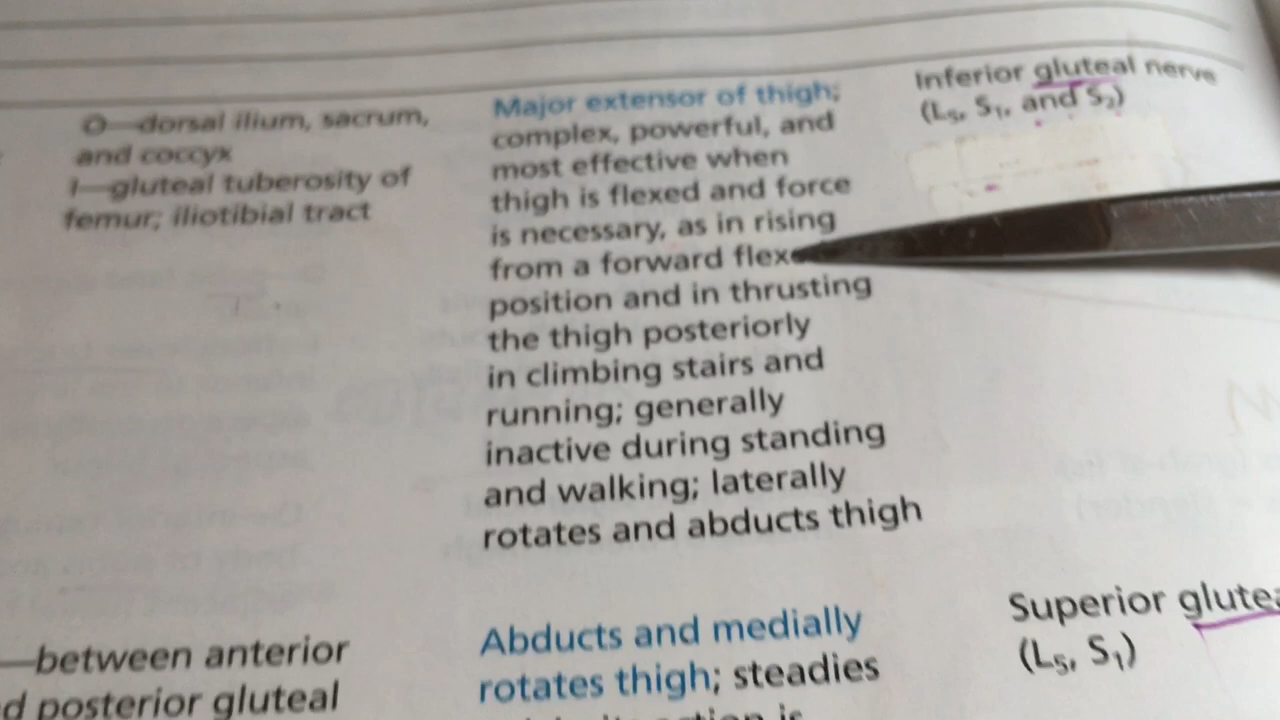 O—dorsal ilium, sacrum,
and coccyx
I—gluteal tuberosity of
femur; iliotibial tract
Major extensor of thigh;
complex, powerful, and
most effective when
thigh is flexed and force
is necessary, as in rising
from a forward
position and in thrusting
the thigh posteriorly
in climbing stairs and
running; generally
inactive during standing
and walking; laterally
rotates and abducts thigh
Inferior gluteal nerve
(L₅, S₁, and S₂)
—between anterior
posterior gluteal
Abducts and medially
rotates thigh; steadies
Superior
(L₅, S₁)